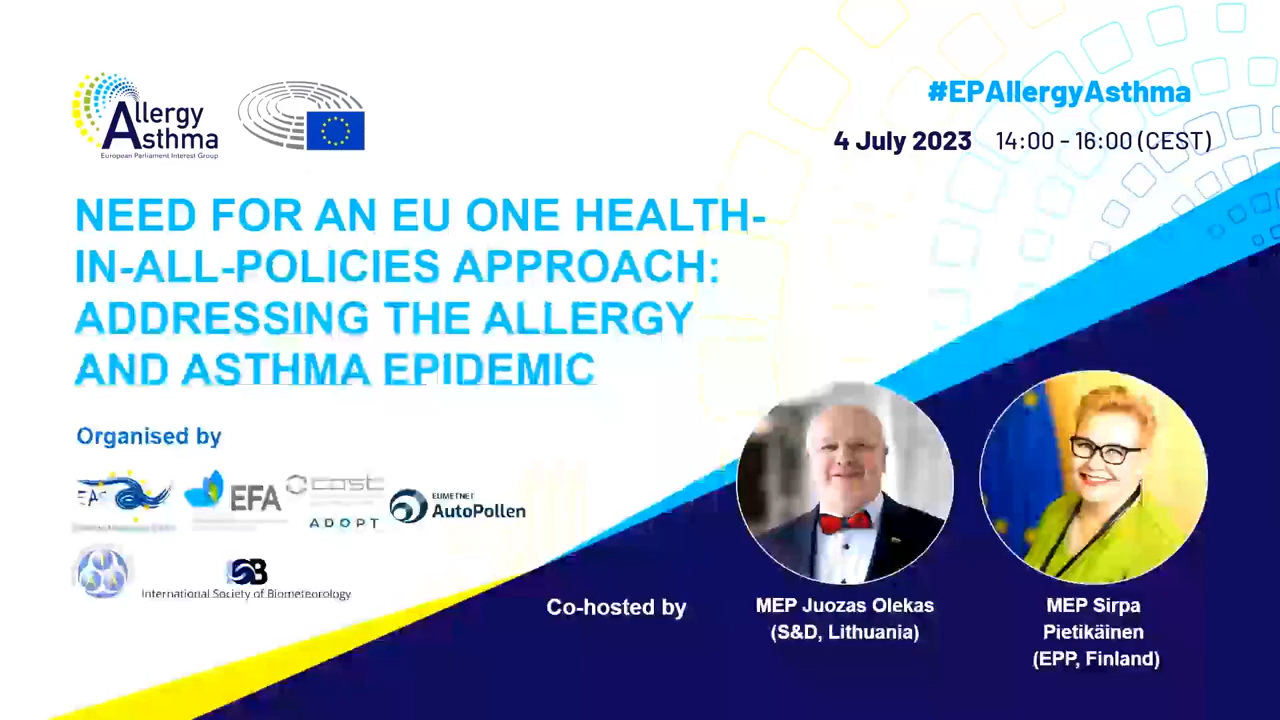 Allergy
Asthma
European Parliament Interest Group
#EPAllergyAsthma
4 July 2023 14:00 - 16:00 (CEST)
NEED FOR AN EU ONE HEALTH-
IN-ALL-POLICIES APPROACH:
ADDRESSING THE ALLERGY
AND ASTHMA EPIDEMIC
Organised by
EFA
cost
ADOPT
EUMETNET
AutoPollen
ISB
International Society of Biometeorology
Co-hosted by
MEP Juozas Olekas
(S&D, Lithuania)
MEP Sirpa
Pietikäinen
(EPP, Finland)